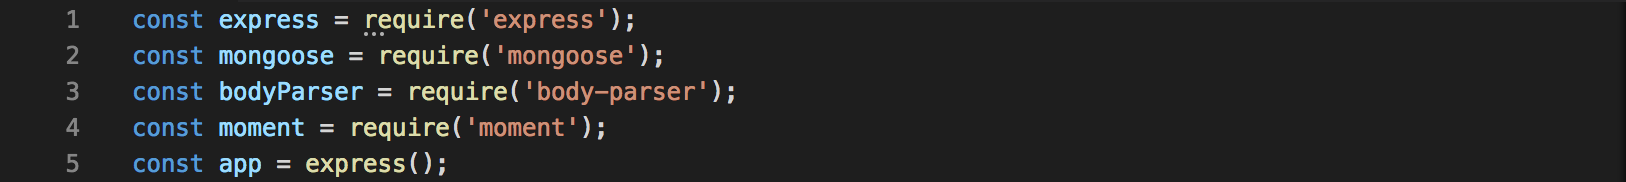 1 const express = require('express');
2 const mongoose = require('mongoose');
3 const bodyParser = require('body-parser');
4 const moment = require('moment');
5 const app = express();